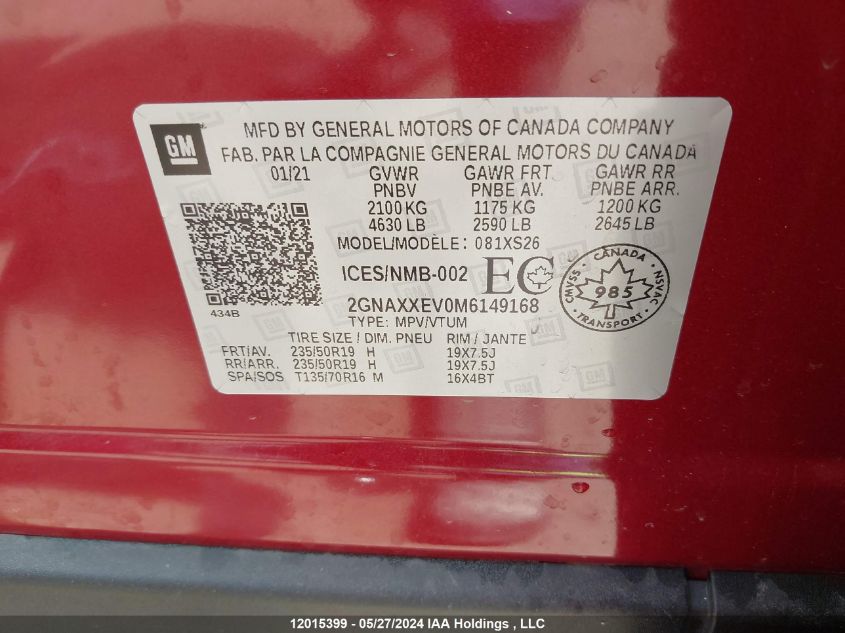 GM
MFD BY GENERAL MOTORS OF CANADA COMPANY
FAB. PAR LA COMPAGNIE GENERAL MOTORS DU CANADA
01/21 GVWR GAWR FRT GAWR RR
PNBV PNBE AV. PNBE ARR.
2100 KG 1175 KG 1200 KG
4630 LB 2590 LB 2645 LB
MODEL/MODÈLE: 081XS26
ICES/NMB-002 EC
CANADA
CMVSS 985 NSVAC
TRANSPORT
434B
2GNAXXEV0M6149168
TYPE: MPV/VTUM
TIRE SIZE / DIM. PNEU RIM / JANTE
FRT/AV. 235/50R19 H 19X7.5J
RR/ARR. 235/50R19 H 19X7.5J
SPA/SOS T135/70R16 M 16X4BT
12015399 - 05/27/2024 IAA Holdings , LLC